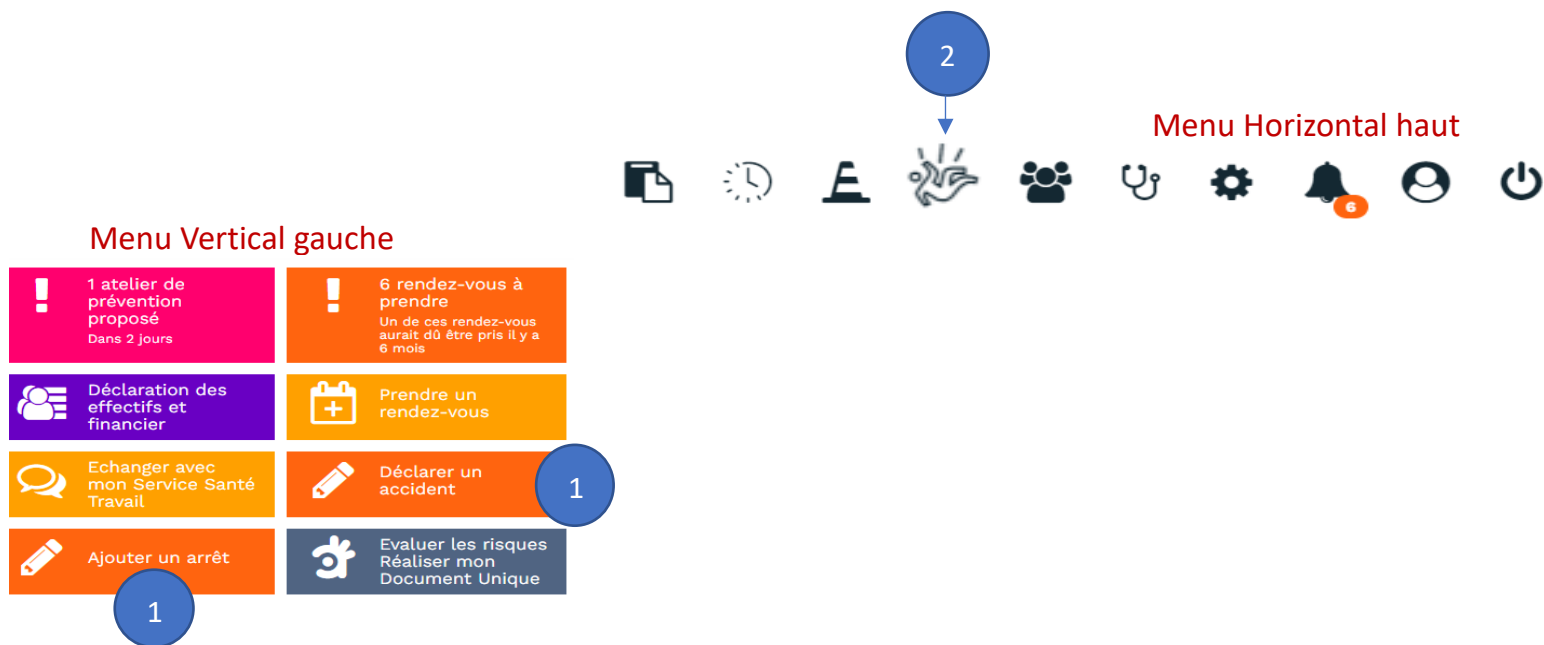 2
Menu Horizontal haut
6
Menu Vertical gauche
1 atelier de
prévention
proposé
Dans 2 jours
6 rendez-vous à
prendre
Un de ces rendez-vous
aurait dû être pris il y a
6 mois
Déclaration des
effectifs et
financier
Prendre un
rendez-vous
Echanger avec
mon Service Santé
Travail
Déclarer un
accident
1
Ajouter un arrêt
1
Evaluer les risques
Réaliser mon
Document Unique